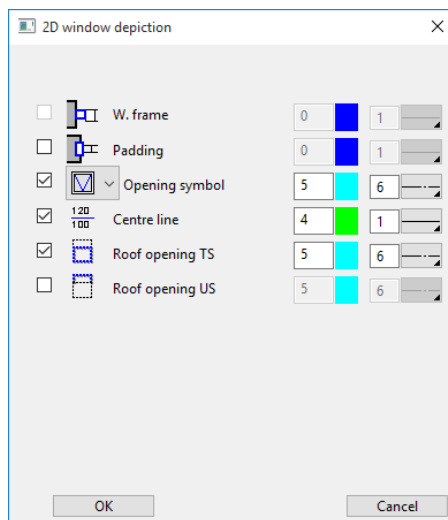 2D window depiction
W. frame 0 1
Padding 0 1
Opening symbol 5 6
120
100 Centre line 4 1
Roof opening TS 5 6
Roof opening US 5 6
OK Cancel